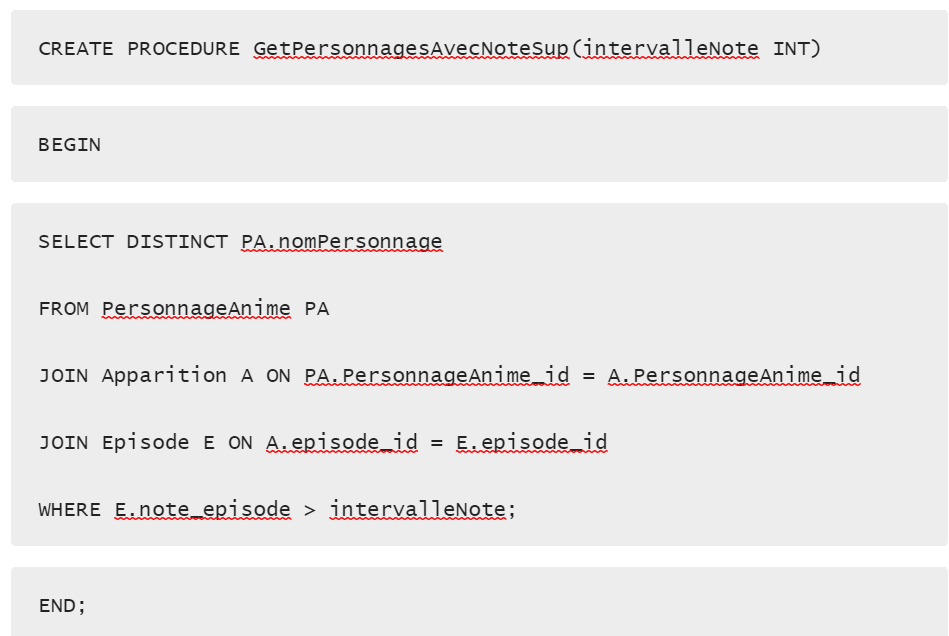 CREATE PROCEDURE GetPersonnagesAvecNoteSup(intervalleNote INT)
BEGIN
SELECT DISTINCT PA.nomPersonnage
FROM PersonnageAnime PA
JOIN Apparition A ON PA.PersonnageAnime_id = A.PersonnageAnime_id
JOIN Episode E ON A.episode_id = E.episode_id
WHERE E.note_episode > intervalleNote;
END;